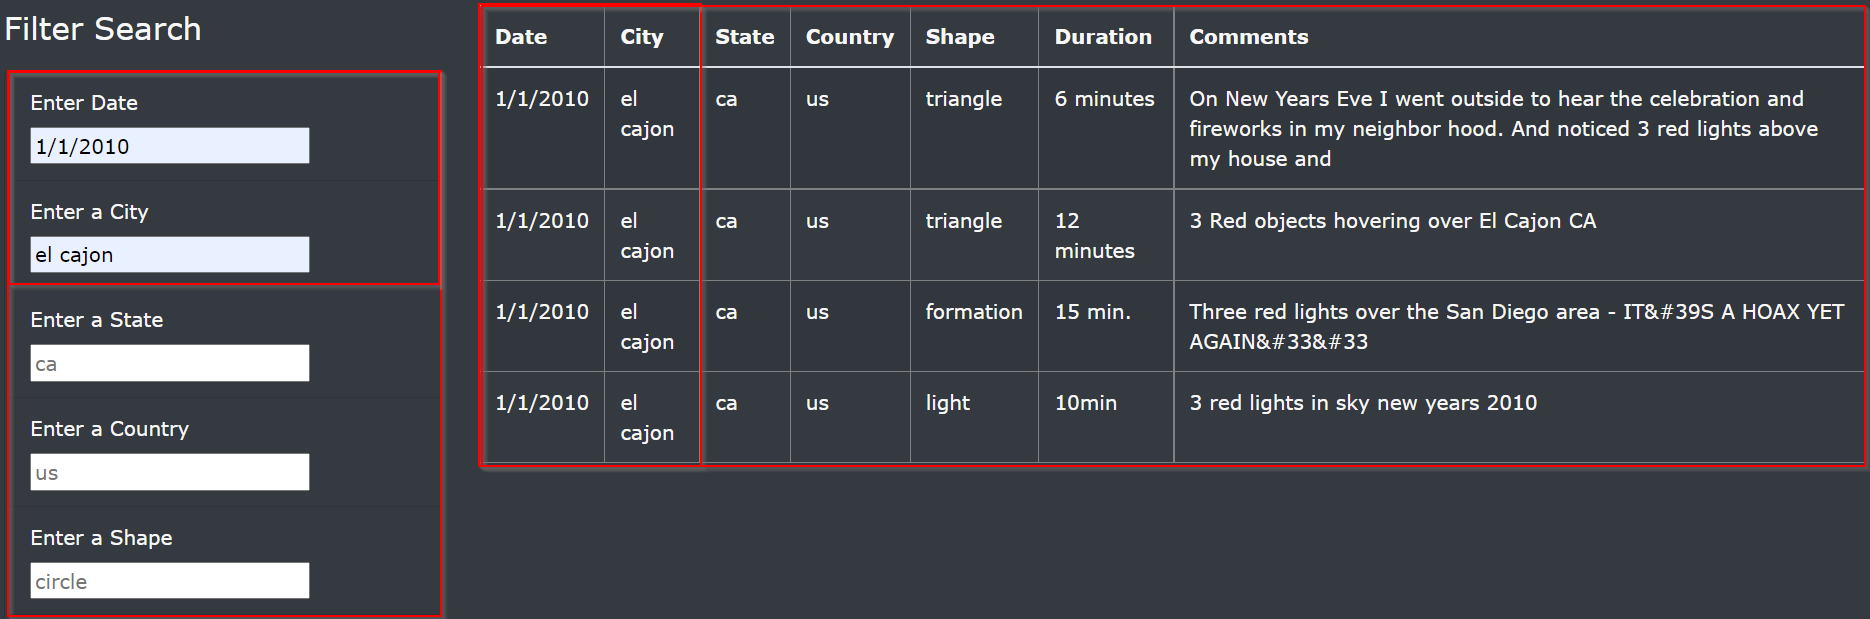 Filter Search
Enter Date
1/1/2010
Enter a City
el cajon
Enter a State
ca
Enter a Country
us
Enter a Shape
circle
Date City State Country Shape Duration Comments
1/1/2010 el ca us triangle 6 minutes On New Years Eve I went outside to hear the celebration and
cajon fireworks in my neighbor hood. And noticed 3 red lights above
my house and
1/1/2010 el ca us triangle 12 3 Red objects hovering over El Cajon CA
cajon minutes
1/1/2010 el ca us formation 15 min. Three red lights over the San Diego area - IT&#39S A HOAX YET
cajon AGAIN&#33&#33
1/1/2010 el ca us light 10min 3 red lights in sky new years 2010
cajon